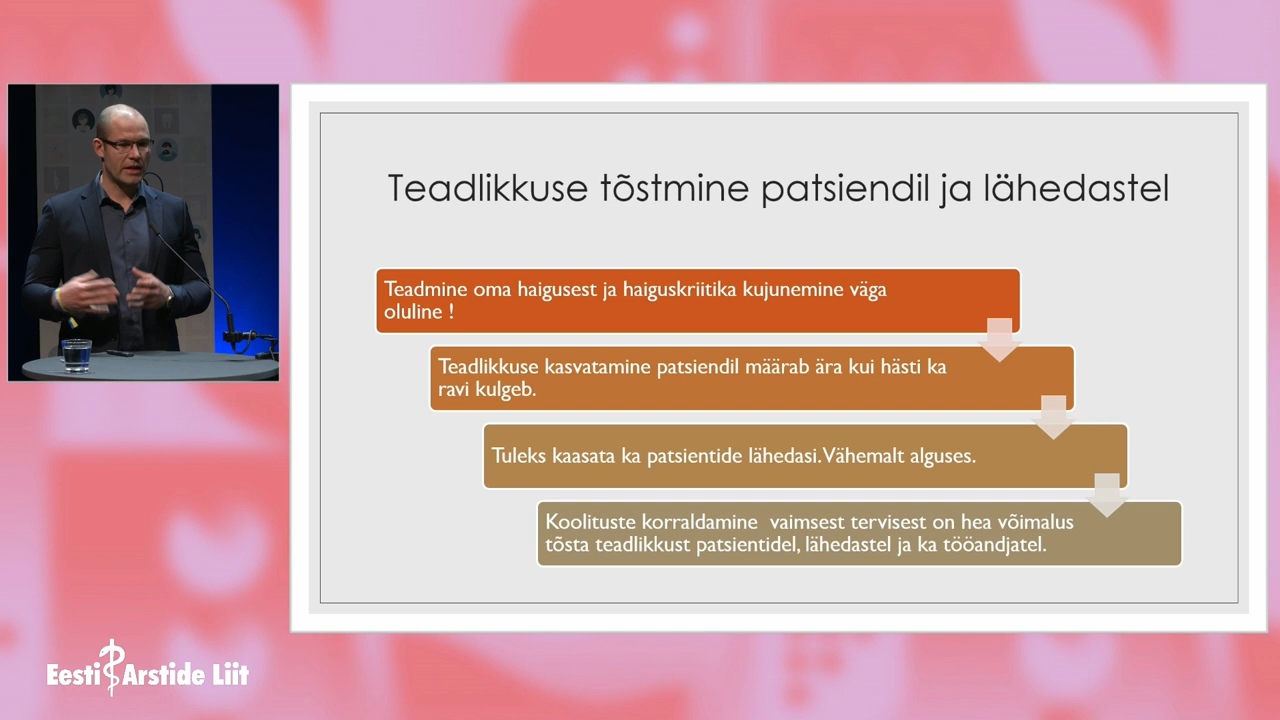 Teadlikkuse tõstmine patsiendil ja lähedastel
Teadmine oma haigusest ja haiguskriitika kujunemine väga
oluline !
Teadlikkuse kasvatamine patsiendil määrab ära kui hästi ka
ravi kulgeb.
Tuleks kaasata ka patsientide lähedasi. Vähemalt alguses.
Koolituste korraldamine  vaimsest tervisest on hea võimalus
tõsta teadlikkust patsientidel, lähedastel ja ka tööandjatel.
Eesti Arstide Liit